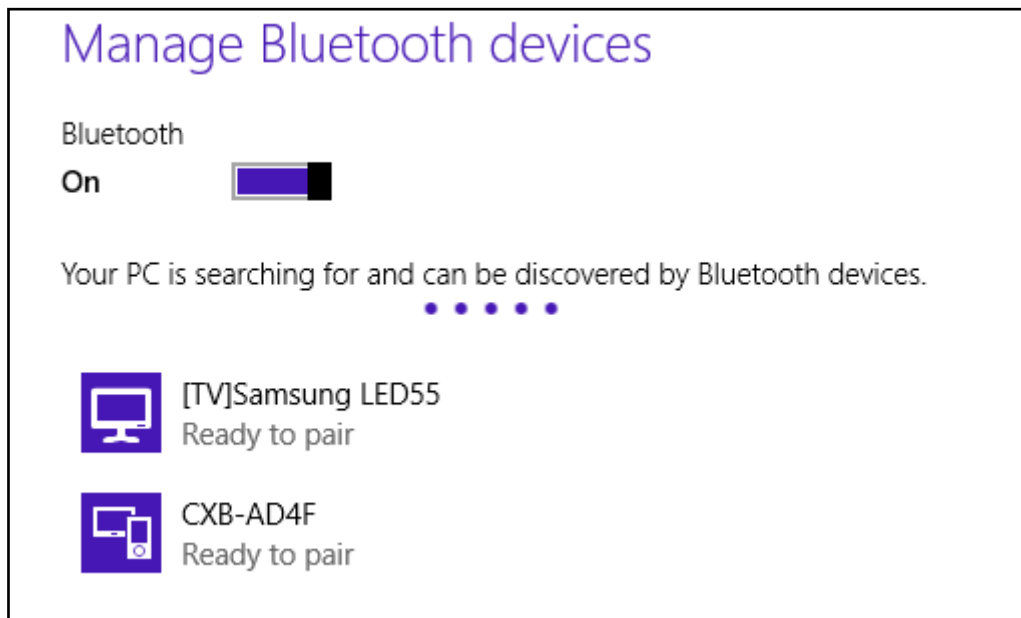 Manage Bluetooth devices
Bluetooth
On
Your PC is searching for and can be discovered by Bluetooth devices.
[TV]Samsung LED55
Ready to pair
CXB-AD4F
Ready to pair